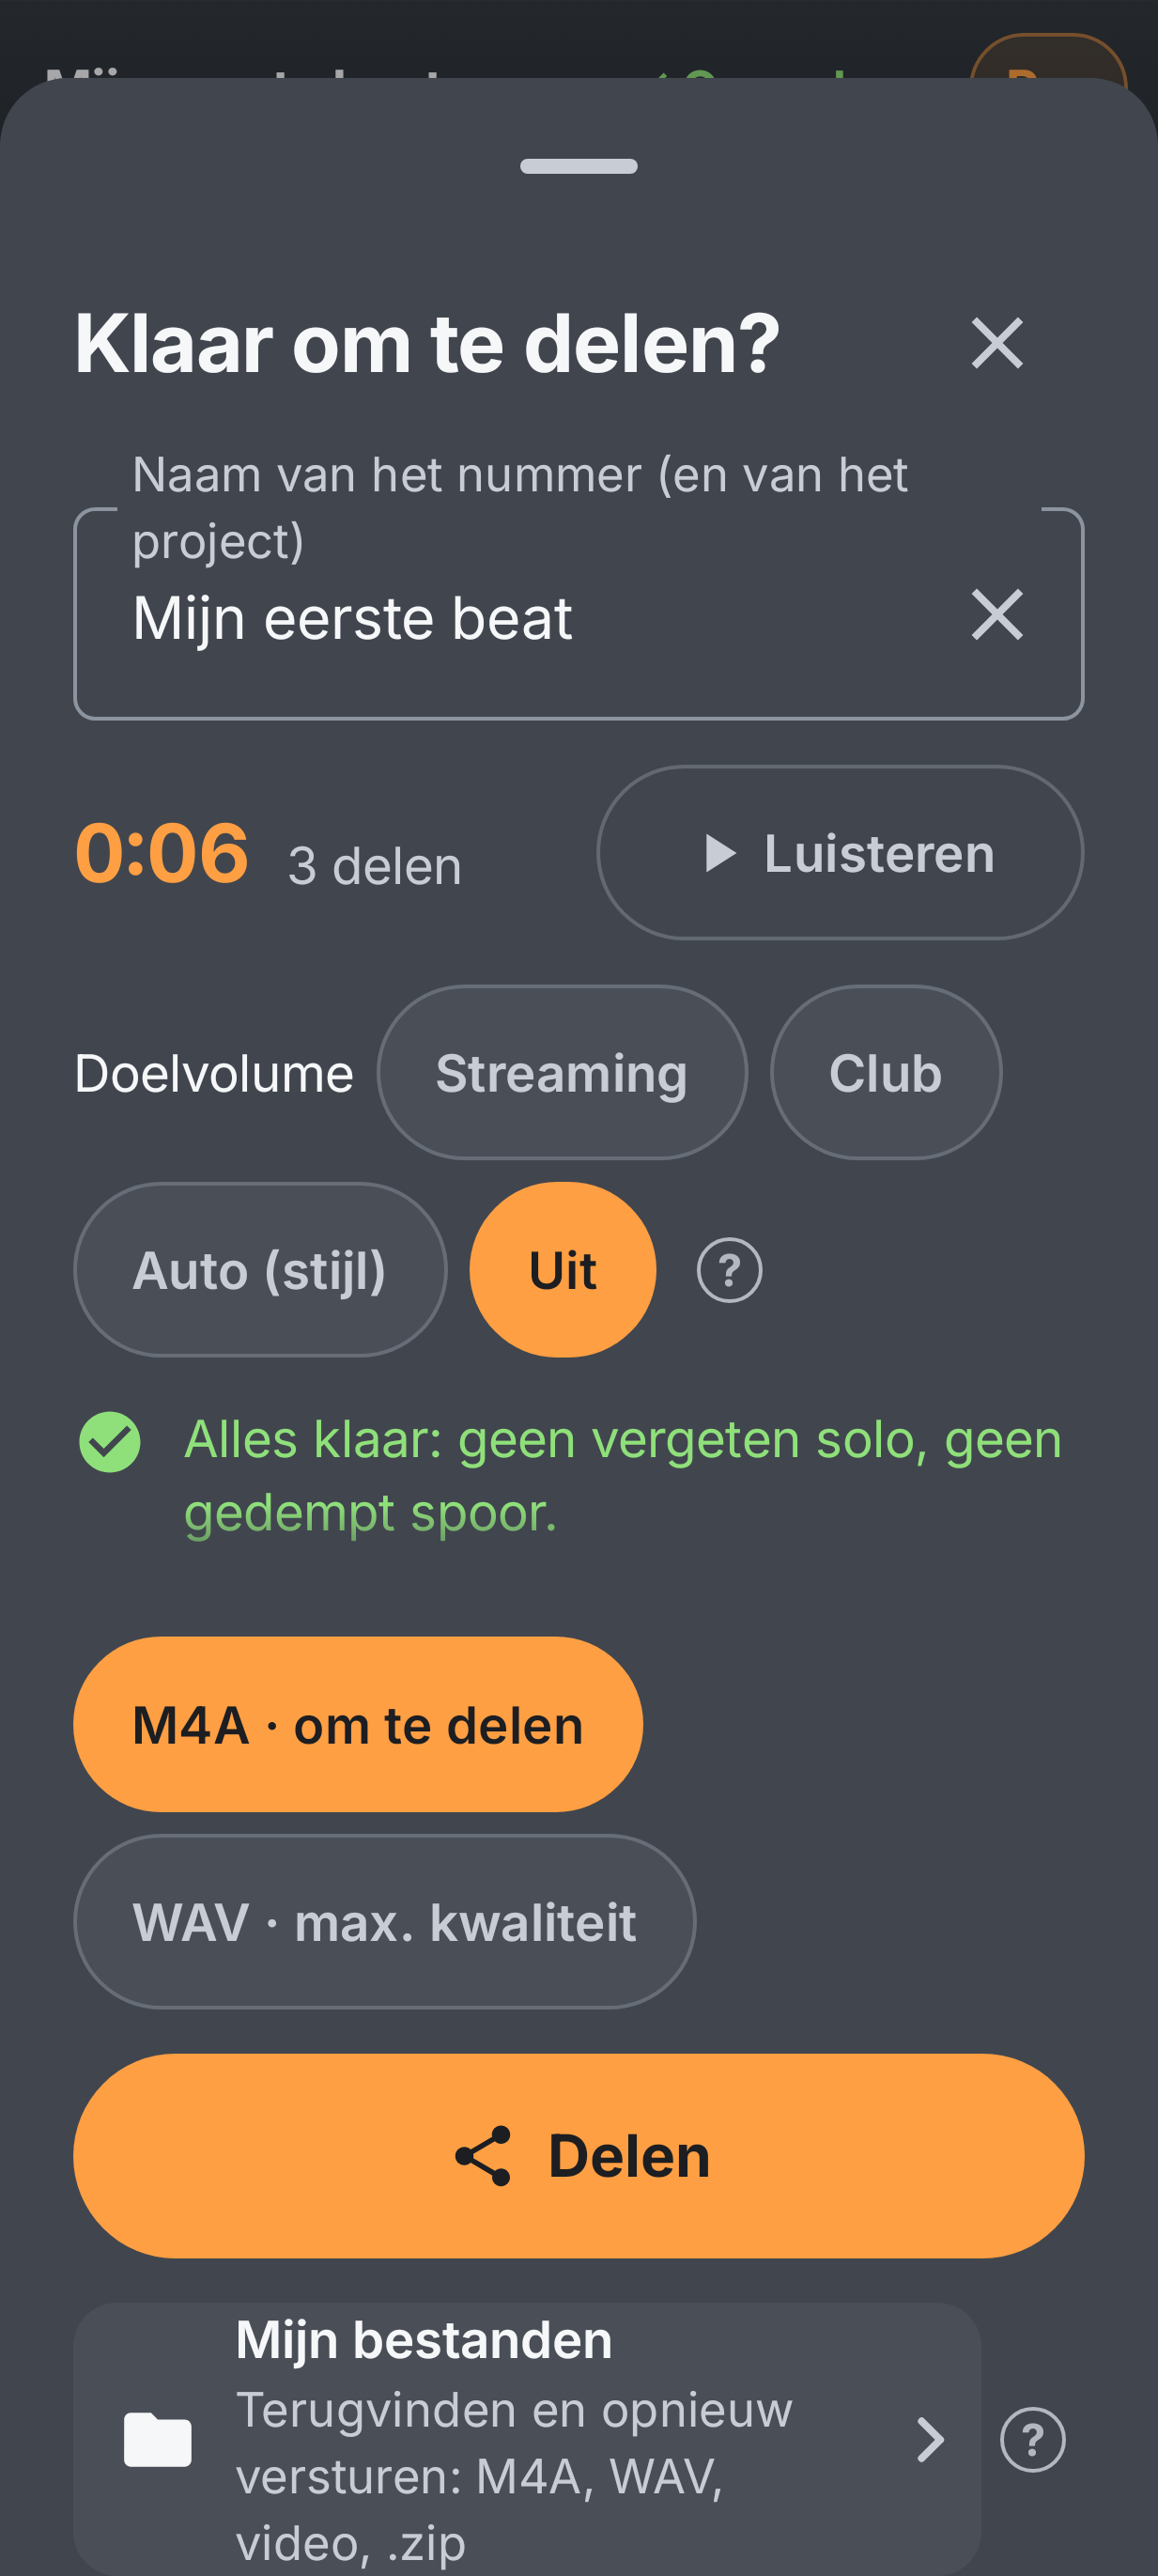 Klaar om te delen?
Naam van het nummer (en van het
project)
Mijn eerste beat
0:06 3 delen
Luisteren
Doelvolume Streaming Club
Auto (stijl) Uit ?
Alles klaar: geen vergeten solo, geen
gedempt spoor.
M4A · om te delen
WAV · max. kwaliteit
Delen
Mijn bestanden
Terugvinden en opnieuw
versturen: M4A, WAV,
video, .zip
?